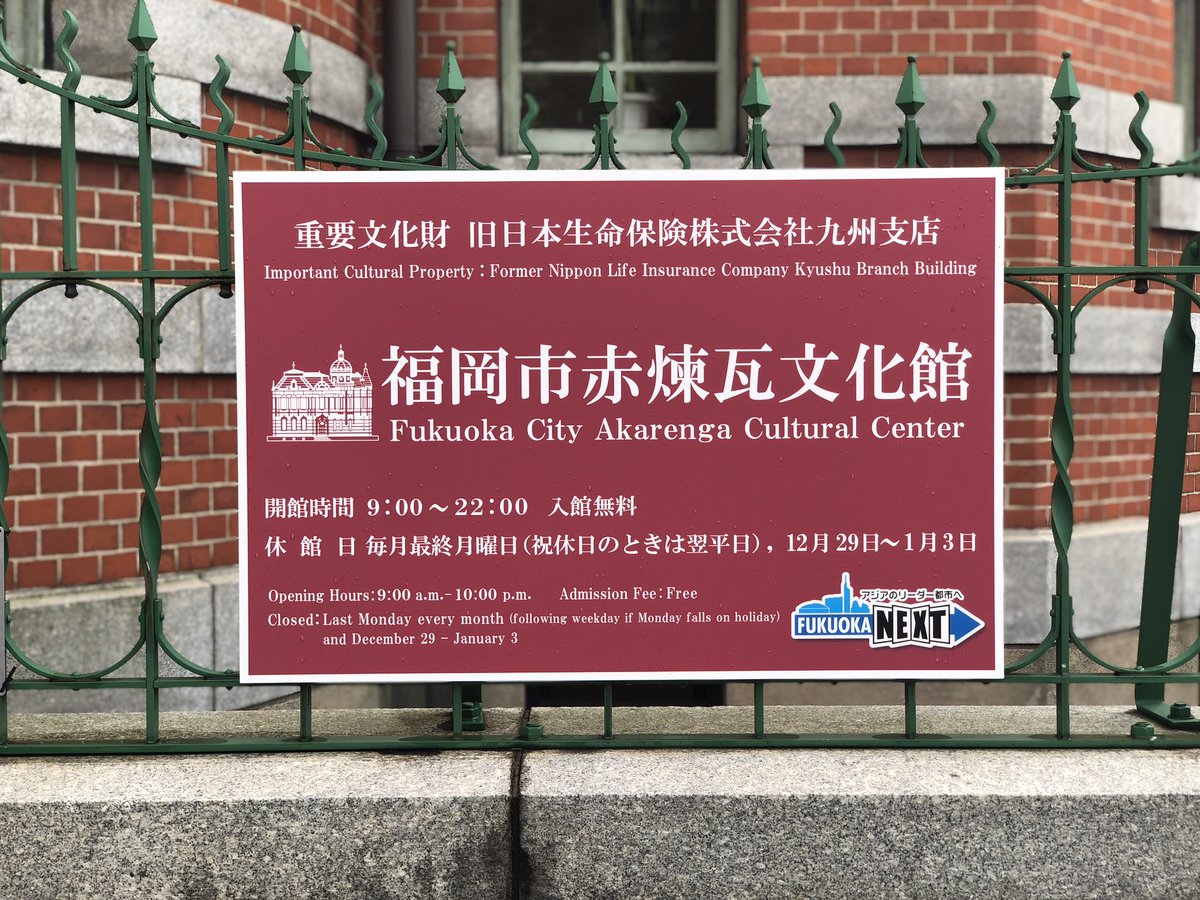 重要文化財 旧日本生命保険株式会社九州支店
Important Cultural Property：Former Nippon Life Insurance Company Kyushu Branch Building
福岡市赤煉瓦文化館
Fukuoka City Akarenga Cultural Center
開館時間 9:00～22:00 入館無料
休館日 毎月最終月曜日(祝休日のときは翌平日)，12月29日～1月3日
Opening Hours:9:00 a.m.-10:00 p.m. Admission Fee:Free
Closed:Last Monday every month (following weekday if Monday falls on holiday)
and December 29 – January 3
アジアのリーダー都市へ
FUKUOKA NEXT